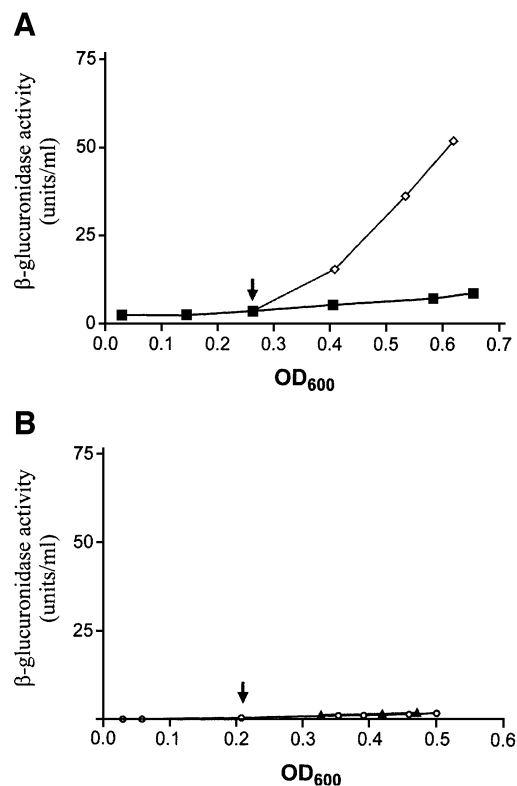 A
β-glucuronidase activity
(units/ml)
75
50
25
0
0.0 0.1 0.2 0.3 0.4 0.5 0.6 0.7
OD600
B
β-glucuronidase activity
(units/ml)
75
50
25
0.0 0.1 0.2 0.3 0.4 0.5 0.6
OD600